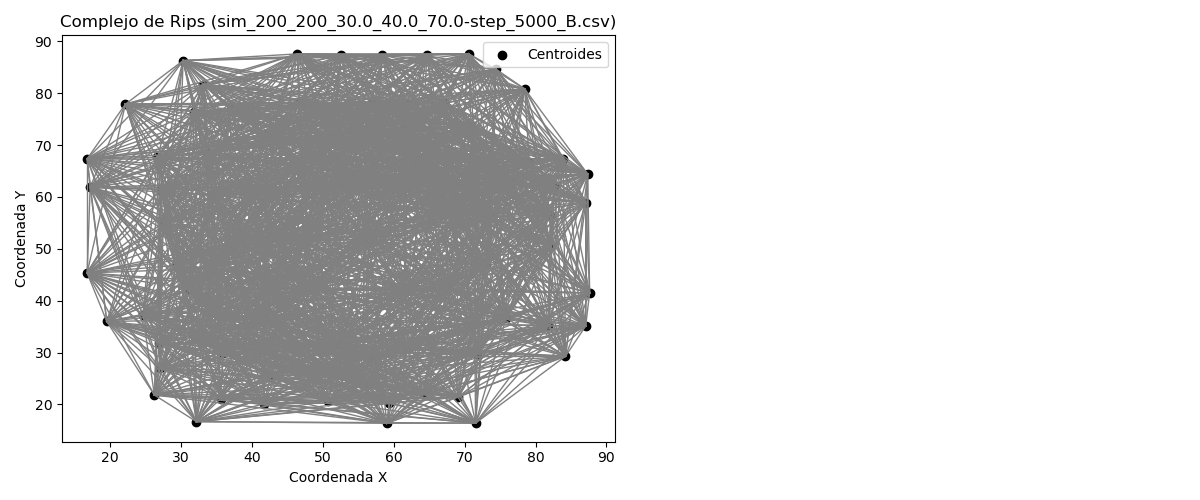 Complejo de Rips (sim_200_200_30.0_40.0_70.0-step_5000_B.csv)
Centroides
90
80
70
60
50
40
30
20
Coordenada Y
20 30 40 50 60 70 80 90
Coordenada X